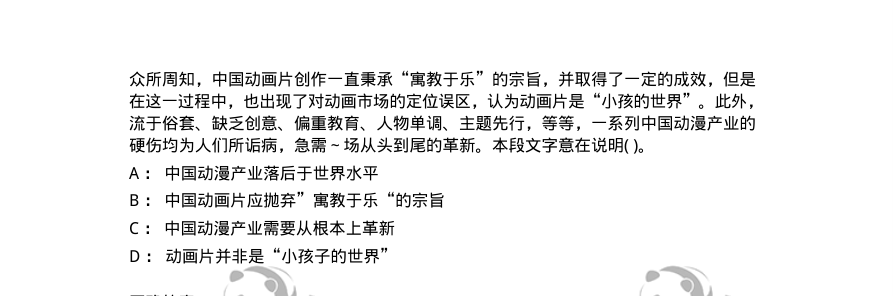 众所周知，中国动画片创作一直秉承“寓教于乐”的宗旨，并取得了一定的成效，但是
在这一过程中，也出现了对动画市场的定位误区，认为动画片是“小孩的世界”。此外，
流于俗套、缺乏创意、偏重教育、人物单调、主题先行，等等，一系列中国动漫产业的
硬伤均为人们所诟病，急需～场从头到尾的革新。本段文字意在说明( )。
A： 中国动漫产业落后于世界水平
B： 中国动画片应抛弃”寓教于乐“的宗旨
C： 中国动漫产业需要从根本上革新
D： 动画片并非是“小孩子的世界”